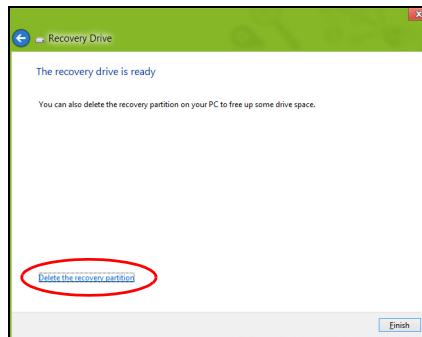 Recovery Drive
The recovery drive is ready
You can also delete the recovery partition on your PC to free up some drive space.
Delete the recovery partition
Finish